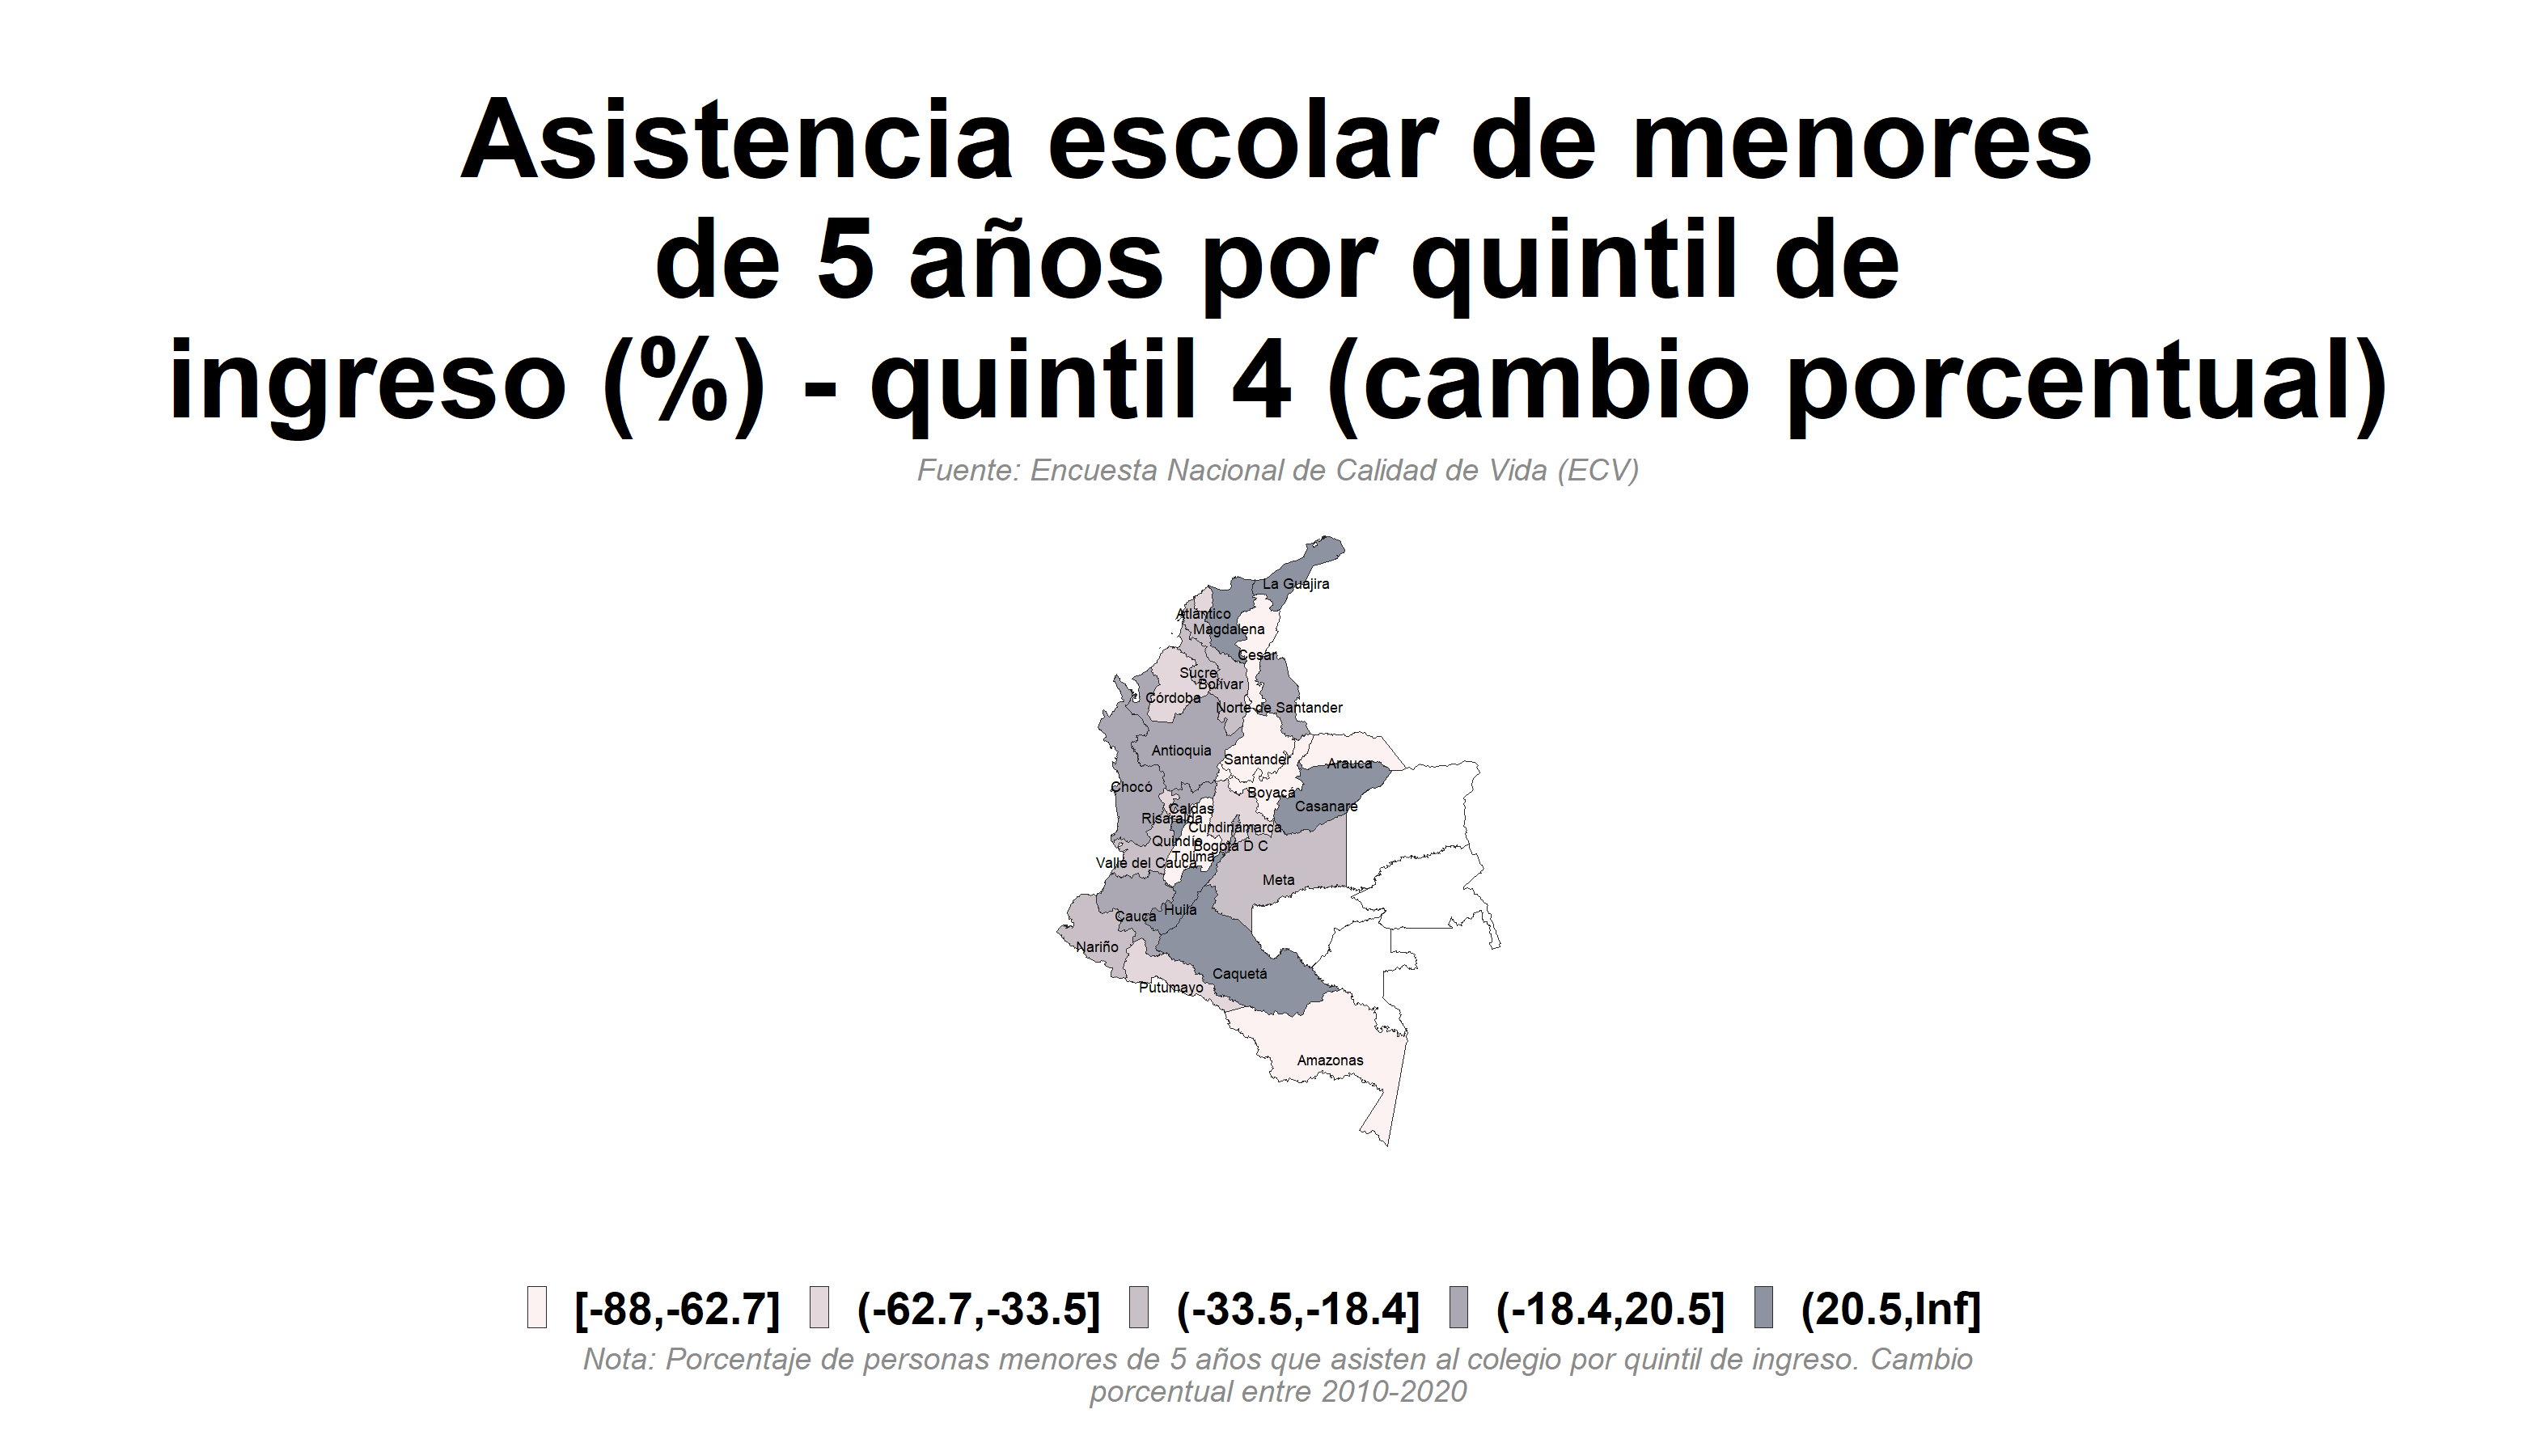 Asistencia escolar de menores
de 5 años por quintil de
ingreso (%) - quintil 4 (cambio porcentual)
Fuente: Encuesta Nacional de Calidad de Vida (ECV)
La Guajira
Atlántico
Magdalena
Cesar
Sucre
Bolívar
Córdoba
Norte de Santander
Antioquia
Santander
Arauca
Chocó
Boyacá
Casanare
Caldas
Risaralda
Cundinamarca
Quindío
Bogotá D C
Tolima
Valle del Cauca
Meta
Huila
Cauca
Nariño
Caquetá
Putumayo
Amazonas
[-88,-62.7] (-62.7,-33.5] (-33.5,-18.4] (-18.4,20.5] (20.5,Inf]
Nota: Porcentaje de personas menores de 5 años que asisten al colegio por quintil de ingreso. Cambio
porcentual entre 2010-2020